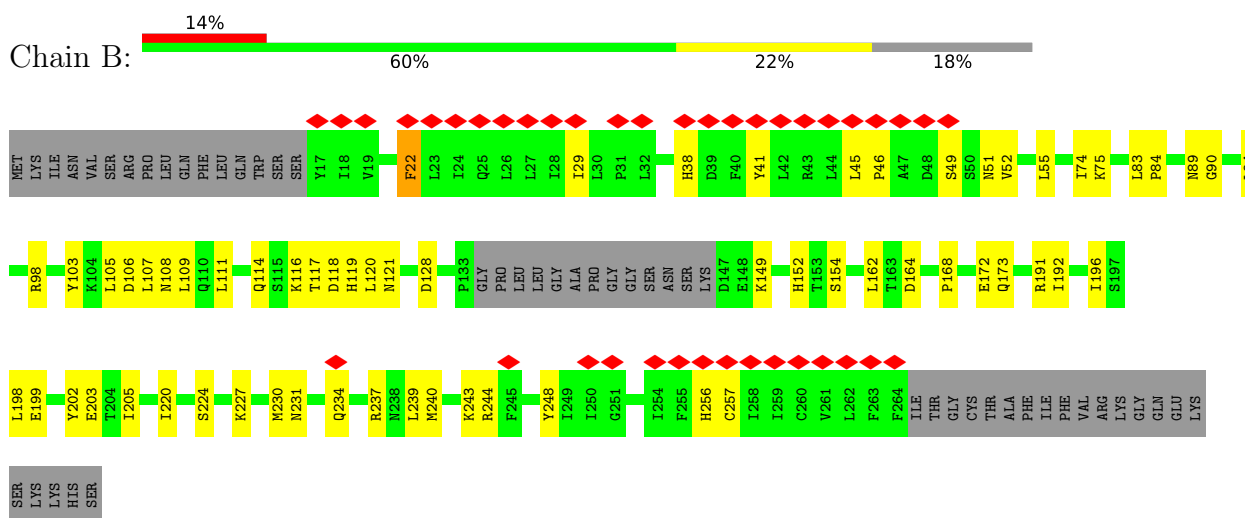 14%
Chain B:
60% 22% 18%
MET LYS ILE ASN VAL SER ARG PRO LEU GLN PHE LEU GLN TRP SER SER Y17 I18 V19 F22 L23 I24 Q25 L26 L27 I28 I29 L30 P31 L32 H38 D39 F40 Y41 L42 R43 L44 L45 P46 A47 D48 S49 S50 N51 V52 L55 I74 K75 L83 P84 N89 G90
R98 Y103 K104 L105 D106 L107 N108 L109 Q110 L111 Q114 S115 K116 T117 D118 H119 L120 N121 D128 P133 GLY PRO LEU LEU GLY ALA PRO GLY GLY SER ASN SER LYS D147 E148 K149 H152 T153 S154 L162 T163 D164 P168 E172 Q173 R191 I192 I196 S197
L198 E199 Y202 E203 T204 I205 I220 S224 K227 M230 N231 Q234 R237 N238 L239 M240 K243 R244 F245 Y248 I249 I250 G251 I254 F255 H256 C257 I258 I259 C260 V261 L262 F263 F264 ILE THR GLY CYS THR ALA PHE ILE PHE VAL ARG LYS GLY GLN GLU LYS
SER LYS LYS HIS SER